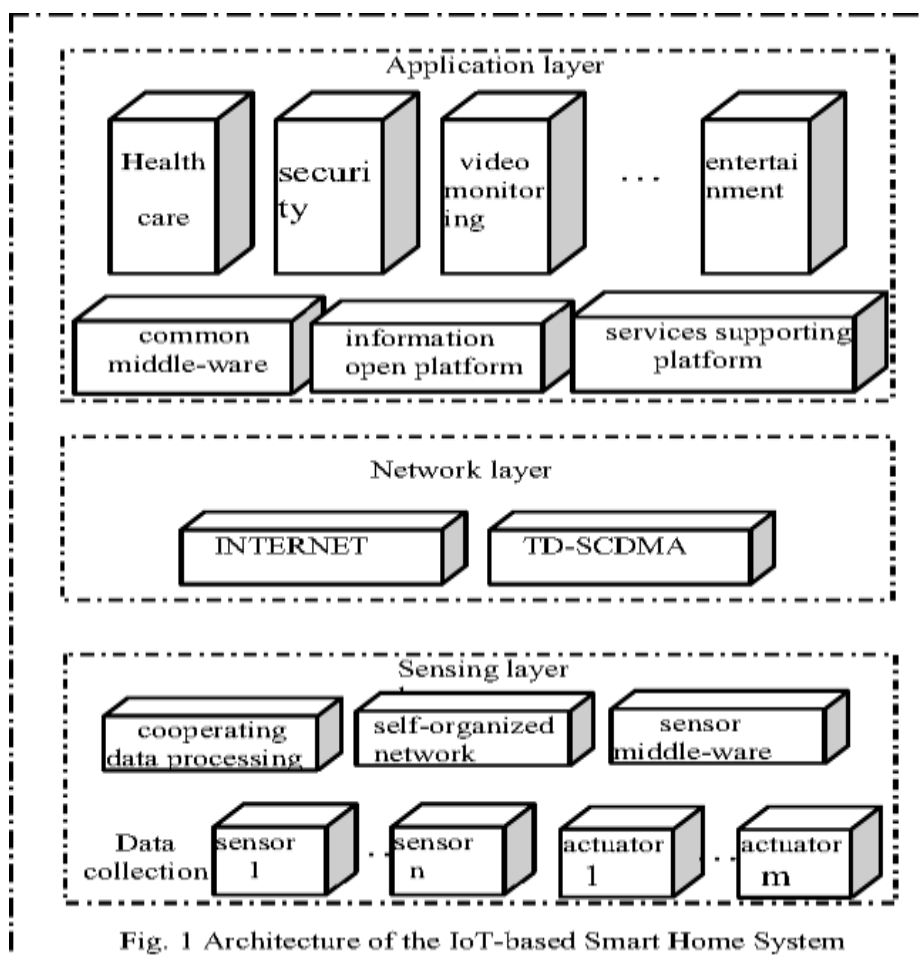 Application layer
Health
care
securi
ty
video
monitor
ing
...
entertai
nment
common
middle-ware
information
open platform
services supporting
platform
Network layer
INTERNET
TD-SCDMA
Sensing layer
cooperating
data processing
self-organized
network
sensor
middle-ware
Data
collection
sensor
1
..
sensor
n
actuator
1
..
actuator
m
Fig. 1 Architecture of the IoT-based Smart Home System